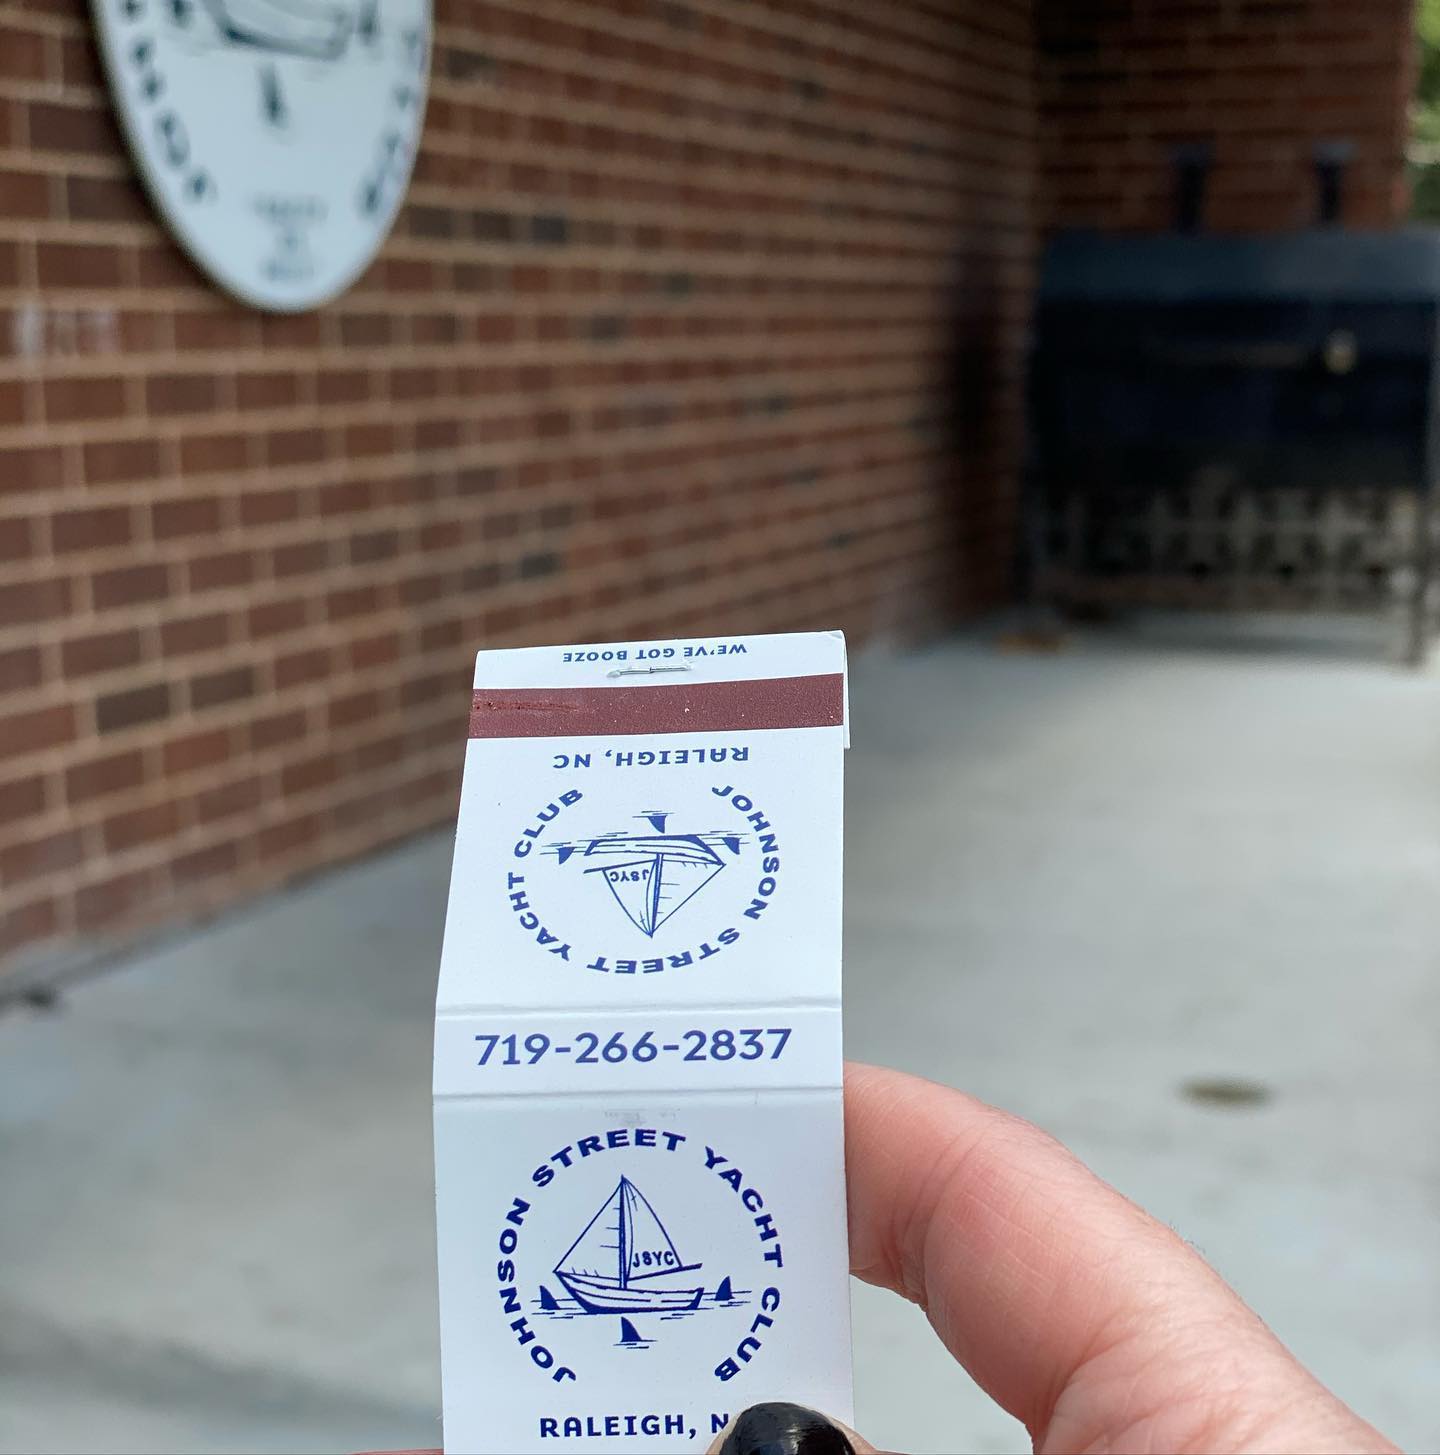 WE'VE GOT BOOZE
RALEIGH, NC
JOHNSON STREET YACHT CLUB
JSYC
719-266-2837
JOHNSON STREET YACHT CLUB
JSYC
RALEIGH,